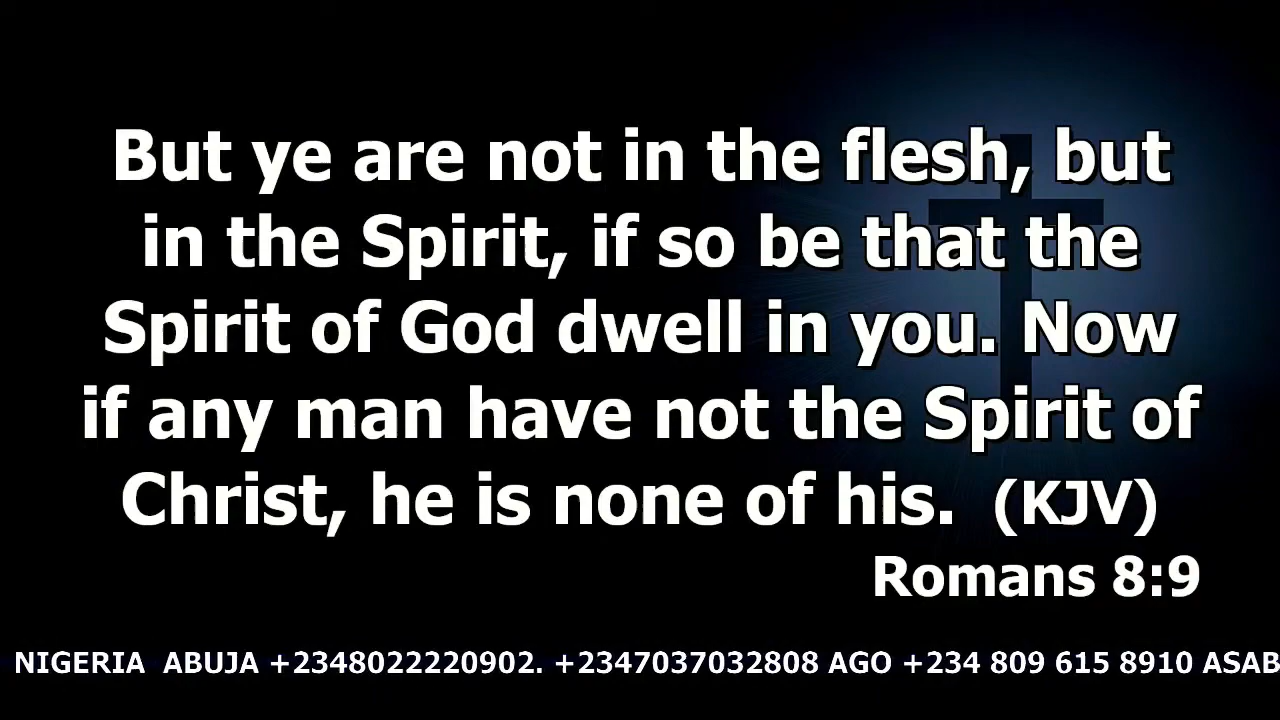 But ye are not in the flesh, but
in the Spirit, if so be that the
Spirit of God dwell in you. Now
if any man have not the Spirit of
Christ, he is none of his. (KJV)
Romans 8:9
NIGERIA ABUJA +2348022220902. +2347037032808 AGO +234 809 615 8910 ASAB